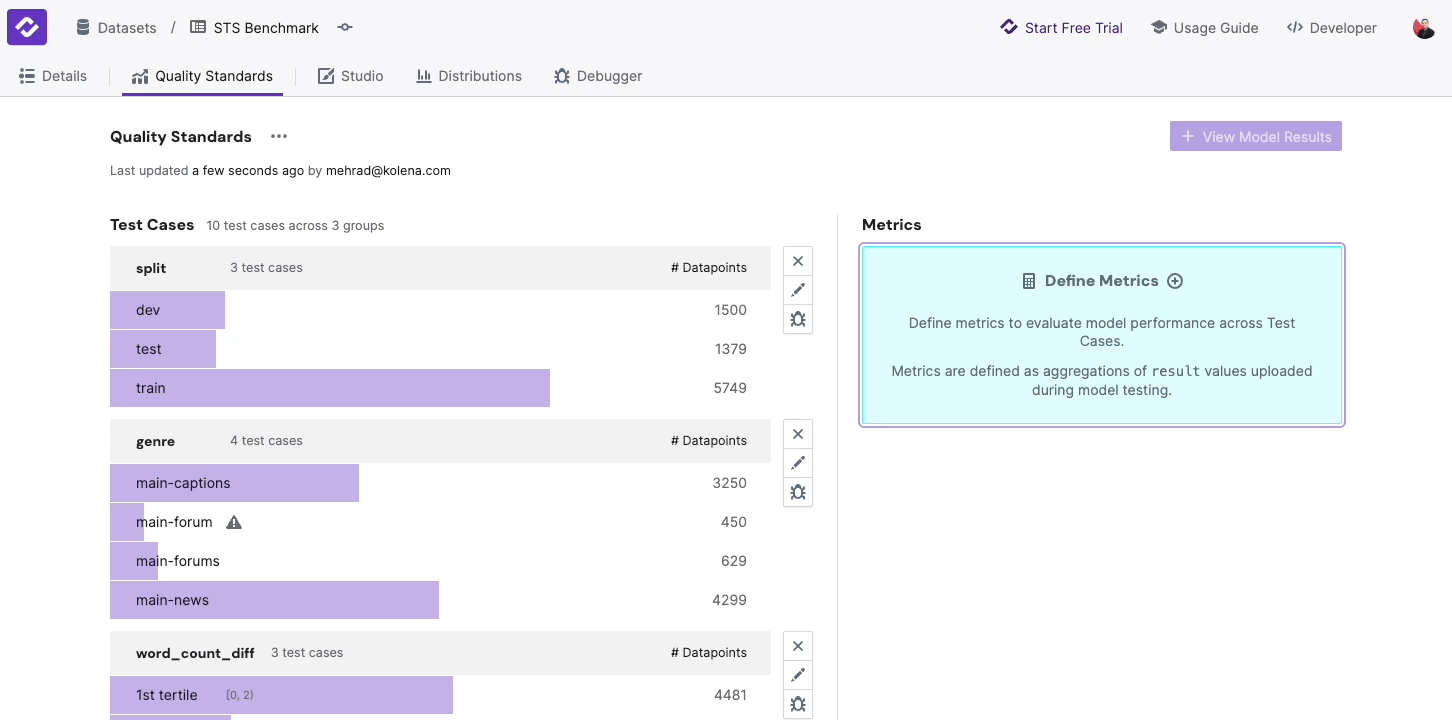 Datasets / STS Benchmark
Start Free Trial Usage Guide Developer
Details Quality Standards Studio Distributions Debugger
Quality Standards
View Model Results
Last updated a few seconds ago by mehrad@kolena.com
Test Cases 10 test cases across 3 groups
split 3 test cases # Datapoints
dev 1500
test 1379
train 5749
genre 4 test cases # Datapoints
main-captions 3250
main-forum 450
main-forums 629
main-news 4299
word_count_diff 3 test cases # Datapoints
1st tertile [0, 2) 4481
Metrics
Define Metrics
Define metrics to evaluate model performance across Test
Cases.
Metrics are defined as aggregations of result values uploaded
during model testing.